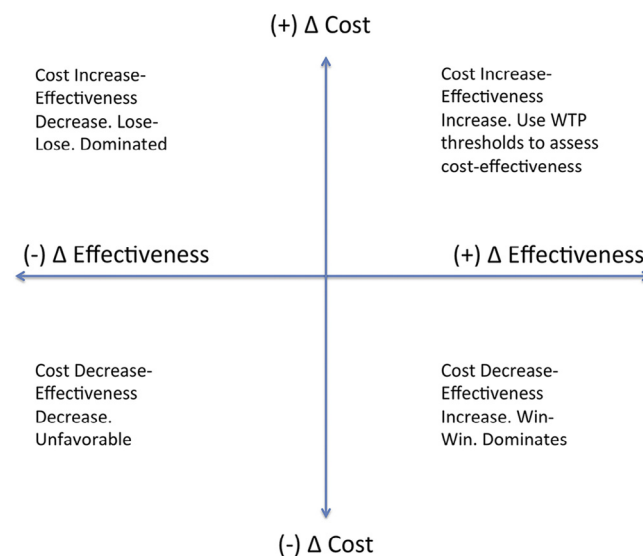 (+) Δ Cost
Cost Increase-
Effectiveness
Decrease. Lose-
Lose. Dominated
Cost Increase-
Effectiveness
Increase. Use WTP
thresholds to assess
cost-effectiveness
(-) Δ Effectiveness
(+) Δ Effectiveness
Cost Decrease-
Effectiveness
Decrease.
Unfavorable
Cost Decrease-
Effectiveness
Increase. Win-
Win. Dominates
(-) Δ Cost